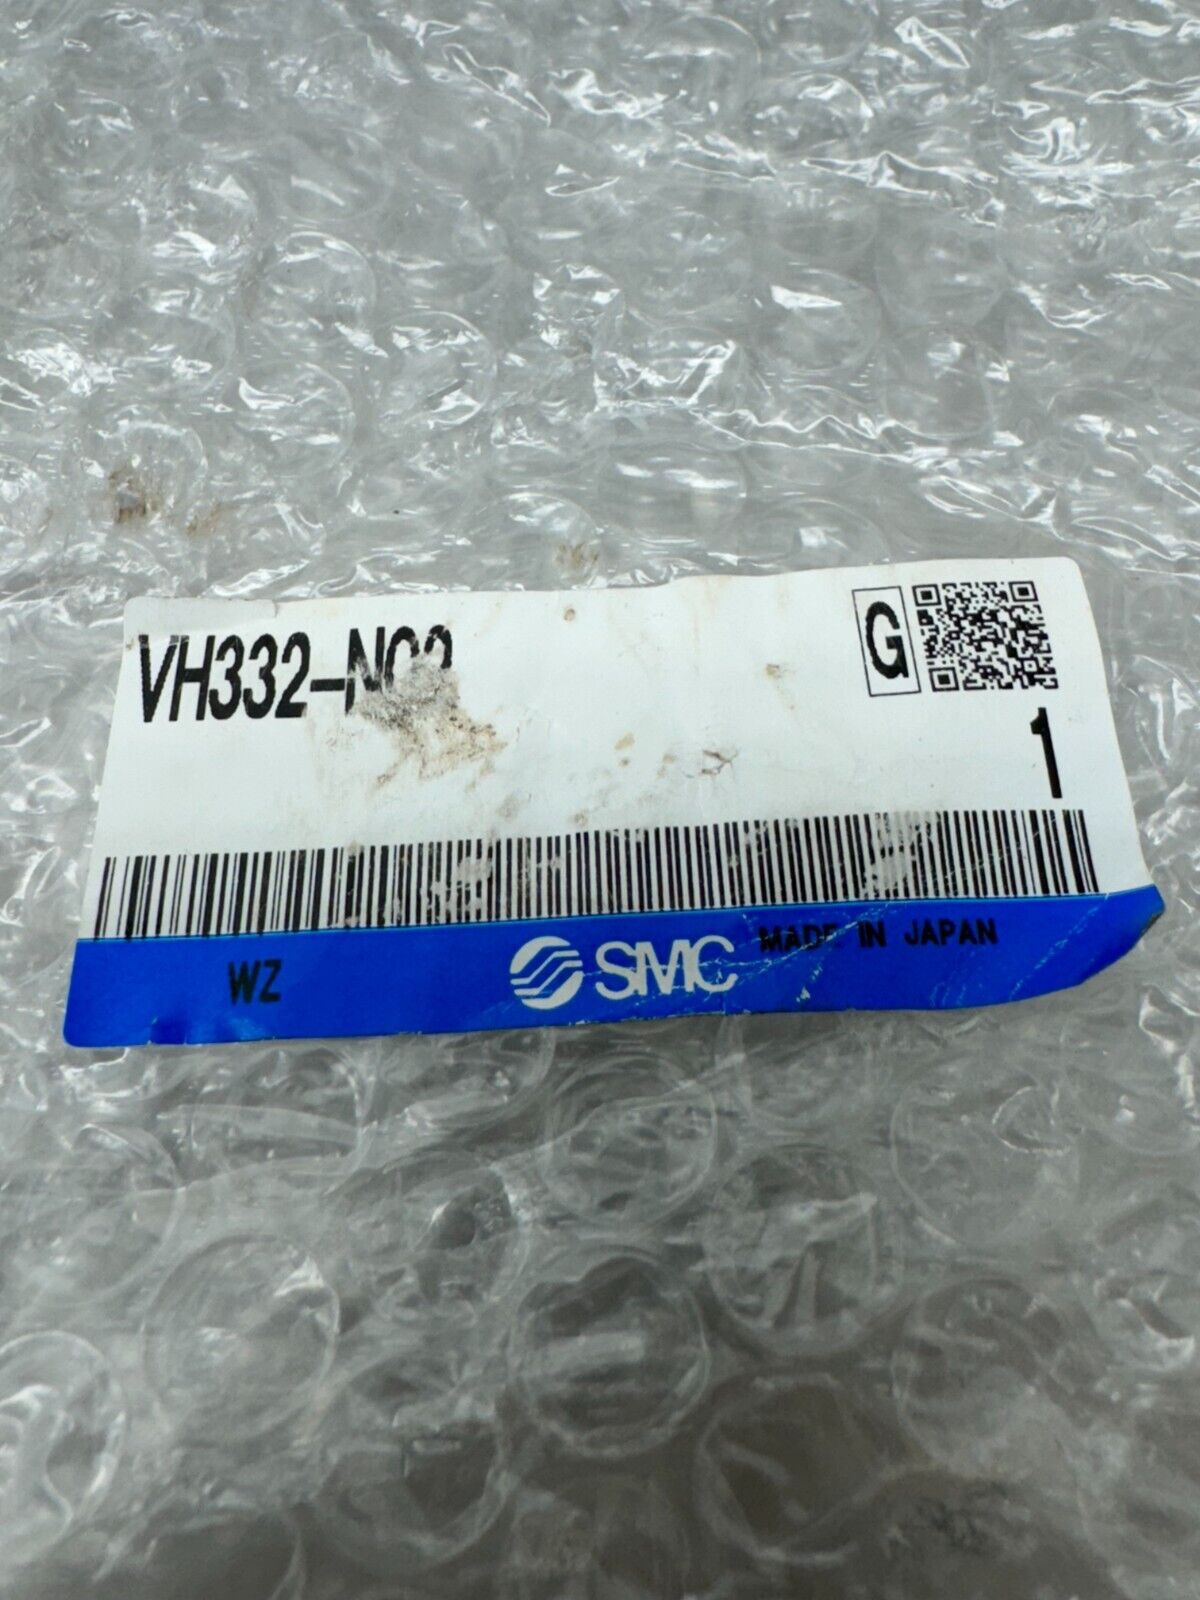 VH332-N02
G
1
WZ
SMC
MADE IN JAPAN